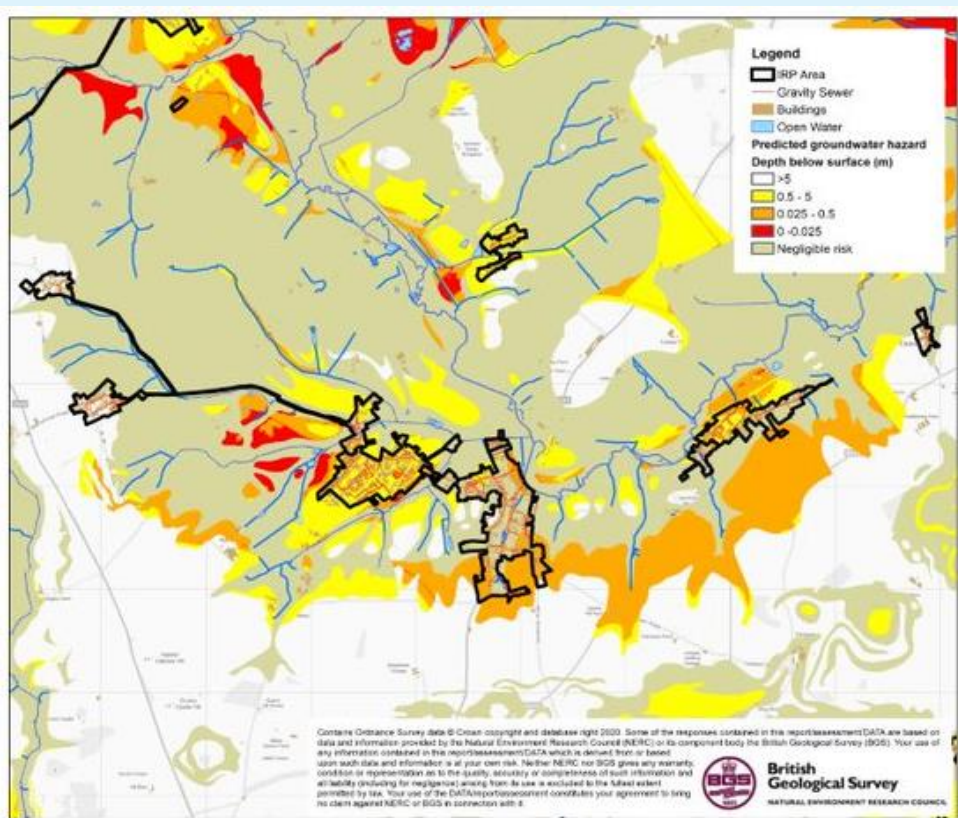 Legend
IRP Area
Gravity Sewer
Buildings
Open Water
Predicted groundwater hazard
Depth below surface (m)
>5
0.5 - 5
0.025 - 0.5
0 -0.025
Negligible risk
Contains Ordnance Survey data © Crown copyright and database right 2020. Some of the responses contained in this report/assessment/DATA are based on
data and information provided by the Natural Environment Research Council (NERC) or its component body the British Geological Survey (BGS). Your use of
any information contained in this report/assessment/DATA which is derived from or based
upon such data and information is at your own risk. Neither NERC nor BGS gives any warranty,
condition or representation as to the quality, accuracy or completeness of such information and
all liability (including for negligence) arising from its use is excluded to the fullest extent
permitted by law. Your use of the DATA/report/assessment constitutes your agreement to bring
no claim against NERC or BGS in connection with it.
BGS
British
Geological Survey
NATURAL ENVIRONMENT RESEARCH COUNCIL